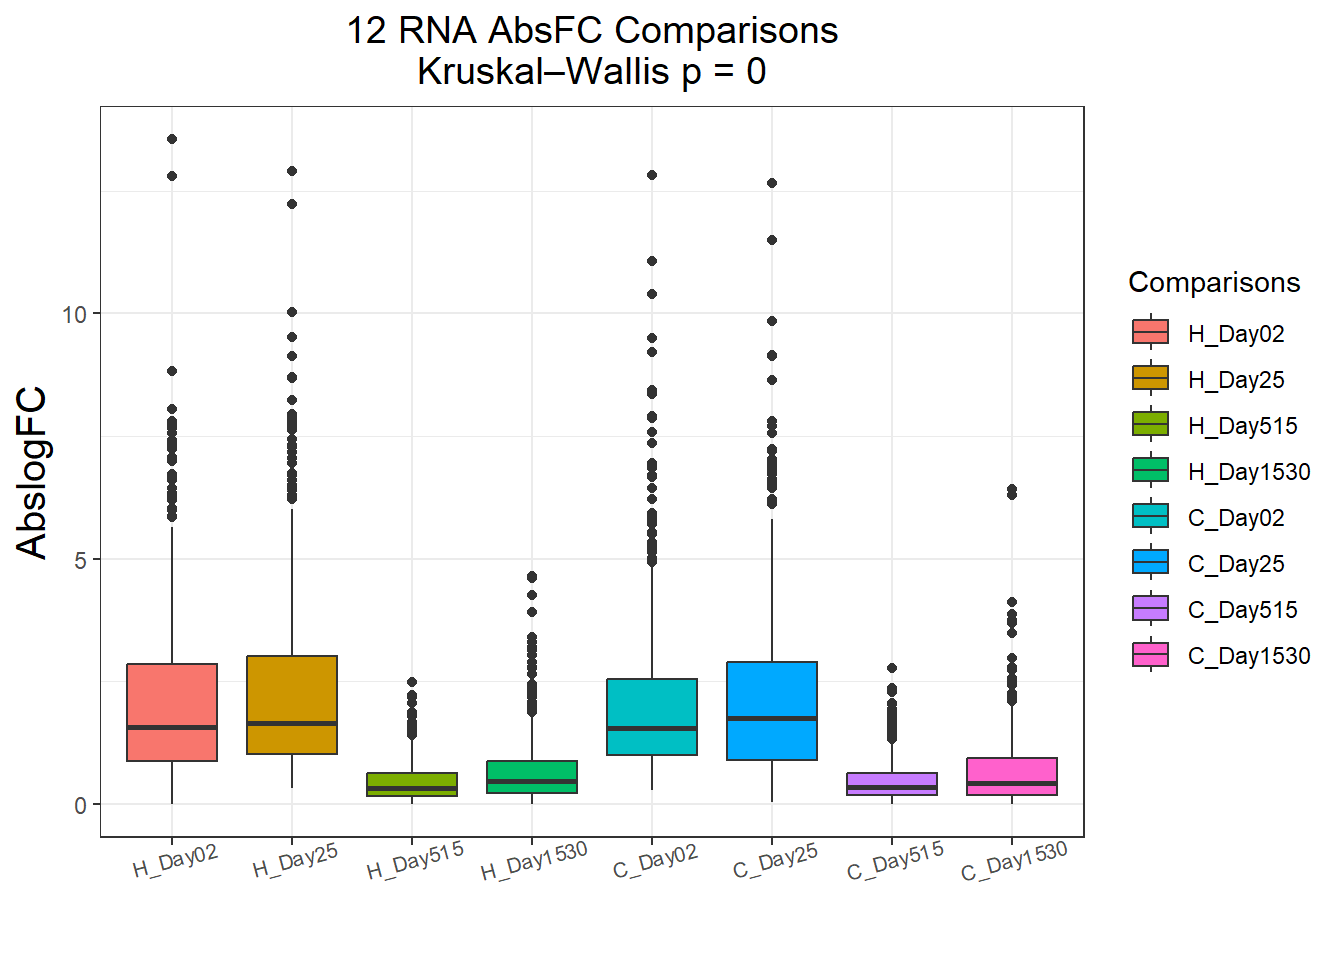 12 RNA AbsFC Comparisons
Kruskal–Wallis p = 0
AbslogFC
10
5
0
H_Day02
H_Day25
H_Day515
H_Day1530
C_Day02
C_Day25
C_Day515
C_Day1530
Comparisons
H_Day02
H_Day25
H_Day515
H_Day1530
C_Day02
C_Day25
C_Day515
C_Day1530